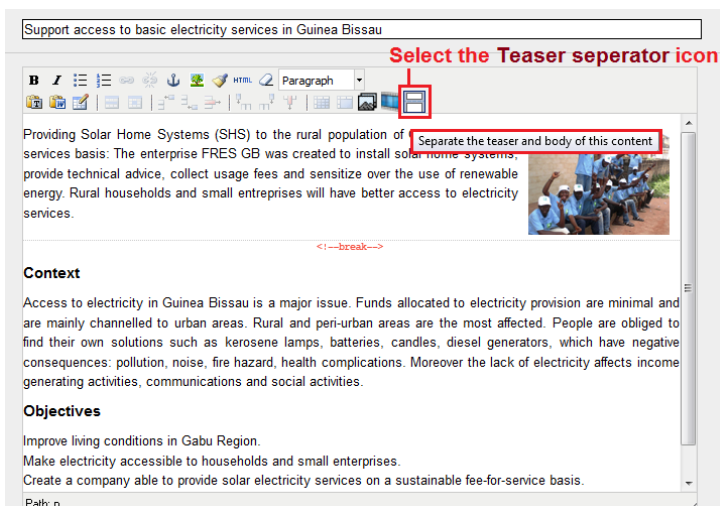 Support access to basic electricity services in Guinea Bissau
Select the Teaser seperator icon
B I HTML Paragraph
Providing Solar Home Systems (SHS) to the rural population of
Separate the teaser and body of this content
services basis: The enterprise FRES GB was created to install solar home systems,
provide technical advice, collect usage fees and sensitize over the use of renewable
energy. Rural households and small entreprises will have better access to electricity
services.
<!--break-->
Context
Access to electricity in Guinea Bissau is a major issue. Funds allocated to electricity provision are minimal and
are mainly channelled to urban areas. Rural and peri-urban areas are the most affected. People are obliged to
find their own solutions such as kerosene lamps, batteries, candles, diesel generators, which have negative
consequences: pollution, noise, fire hazard, health complications. Moreover the lack of electricity affects income
generating activities, communications and social activities.
Objectives
Improve living conditions in Gabu Region.
Make electricity accessible to households and small enterprises.
Create a company able to provide solar electricity services on a sustainable fee-for-service basis.
Path: p